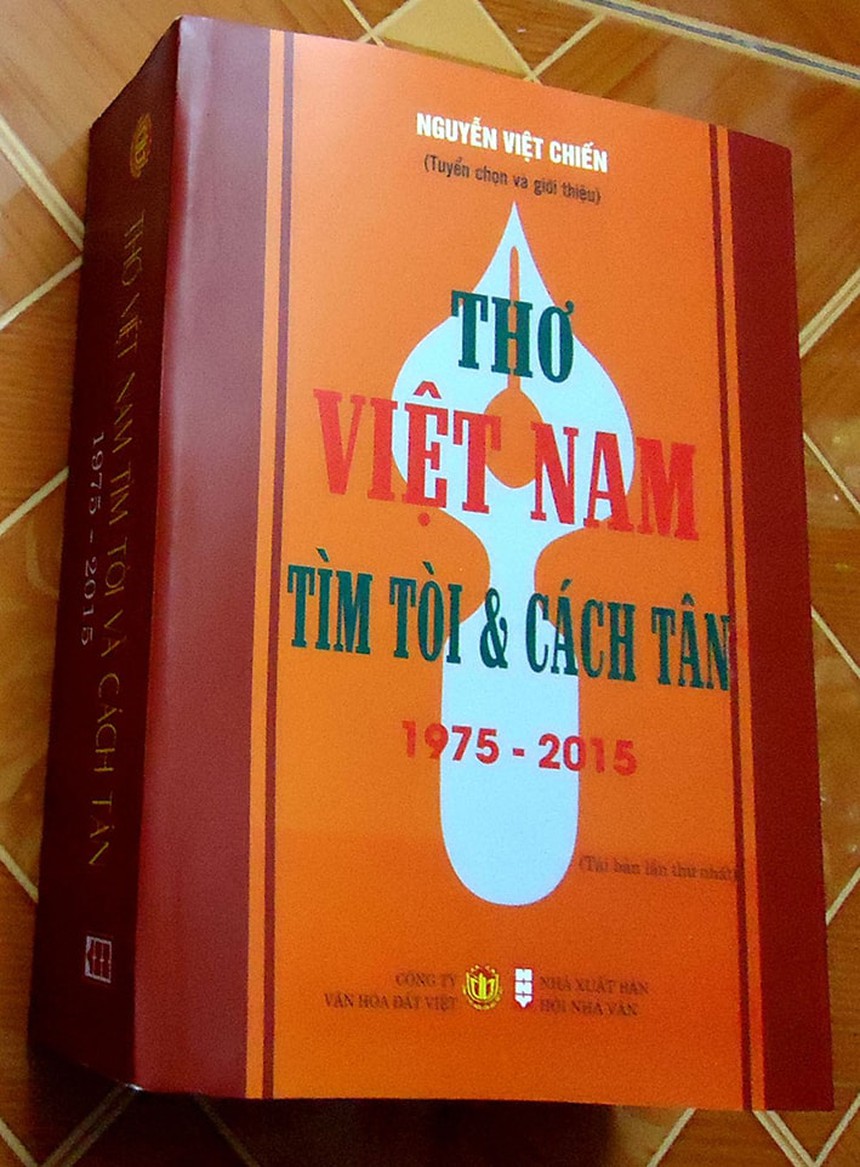 NGUYỄN VIỆT CHIẾN
(Tuyển chọn và giới thiệu)
THƠ
VIỆT NAM
TÌM TÒI & CÁCH TÂN
1975 - 2015
(Tái bản lần thứ nhất)
CÔNG TY
VĂN HÓA ĐẤT VIỆT
NHÀ XUẤT BẢN
HỘI NHÀ VĂN
THƠ VIỆT NAM TÌM TÒI VÀ CÁCH TÂN
1975 - 2015